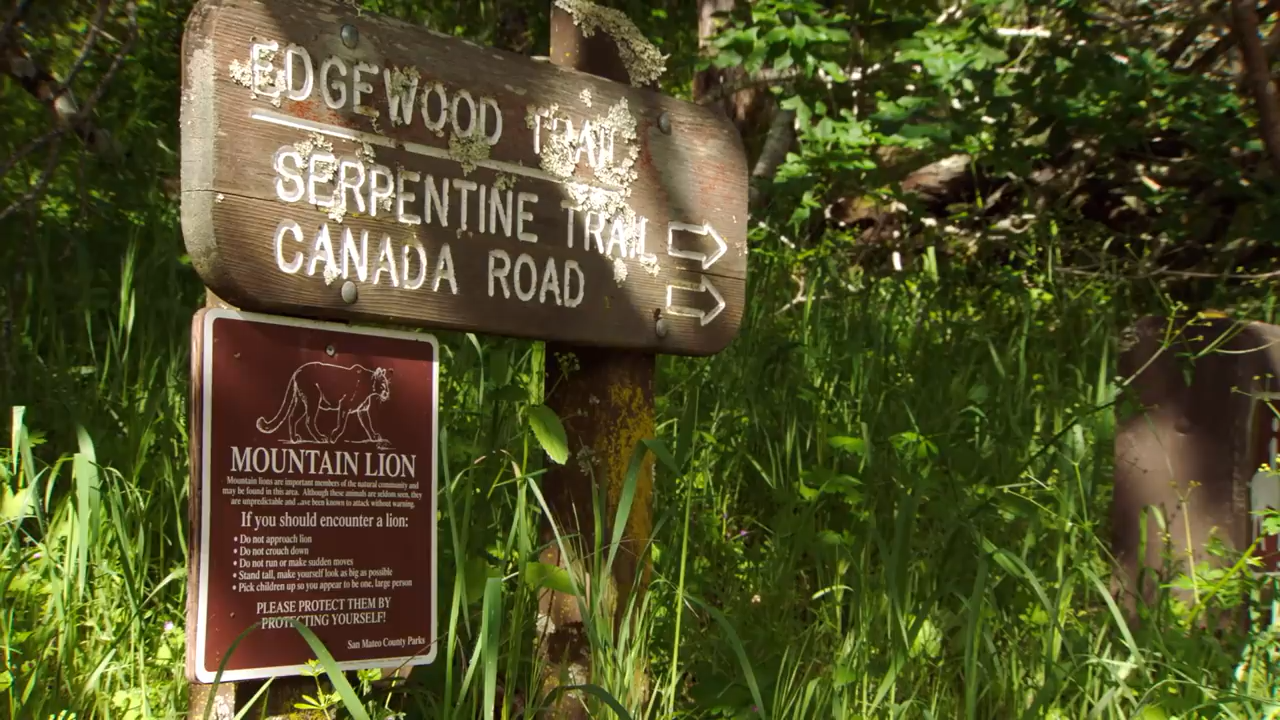 EDGEWOOD TRAIL
SERPENTINE TRAIL
CANADA ROAD
MOUNTAIN LION
Mountain lions are important members of the natural community and
may be found in this area. Although these animals are seldom seen, they
are unpredictable and have been known to attack without warning.
If you should encounter a lion:
• Do not approach lion
• Do not crouch down
• Do not run or make sudden moves
• Stand tall, make yourself look as big as possible
• Pick children up so you appear to be one, large person
PLEASE PROTECT THEM BY
PROTECTING YOURSELF!
San Mateo County Parks